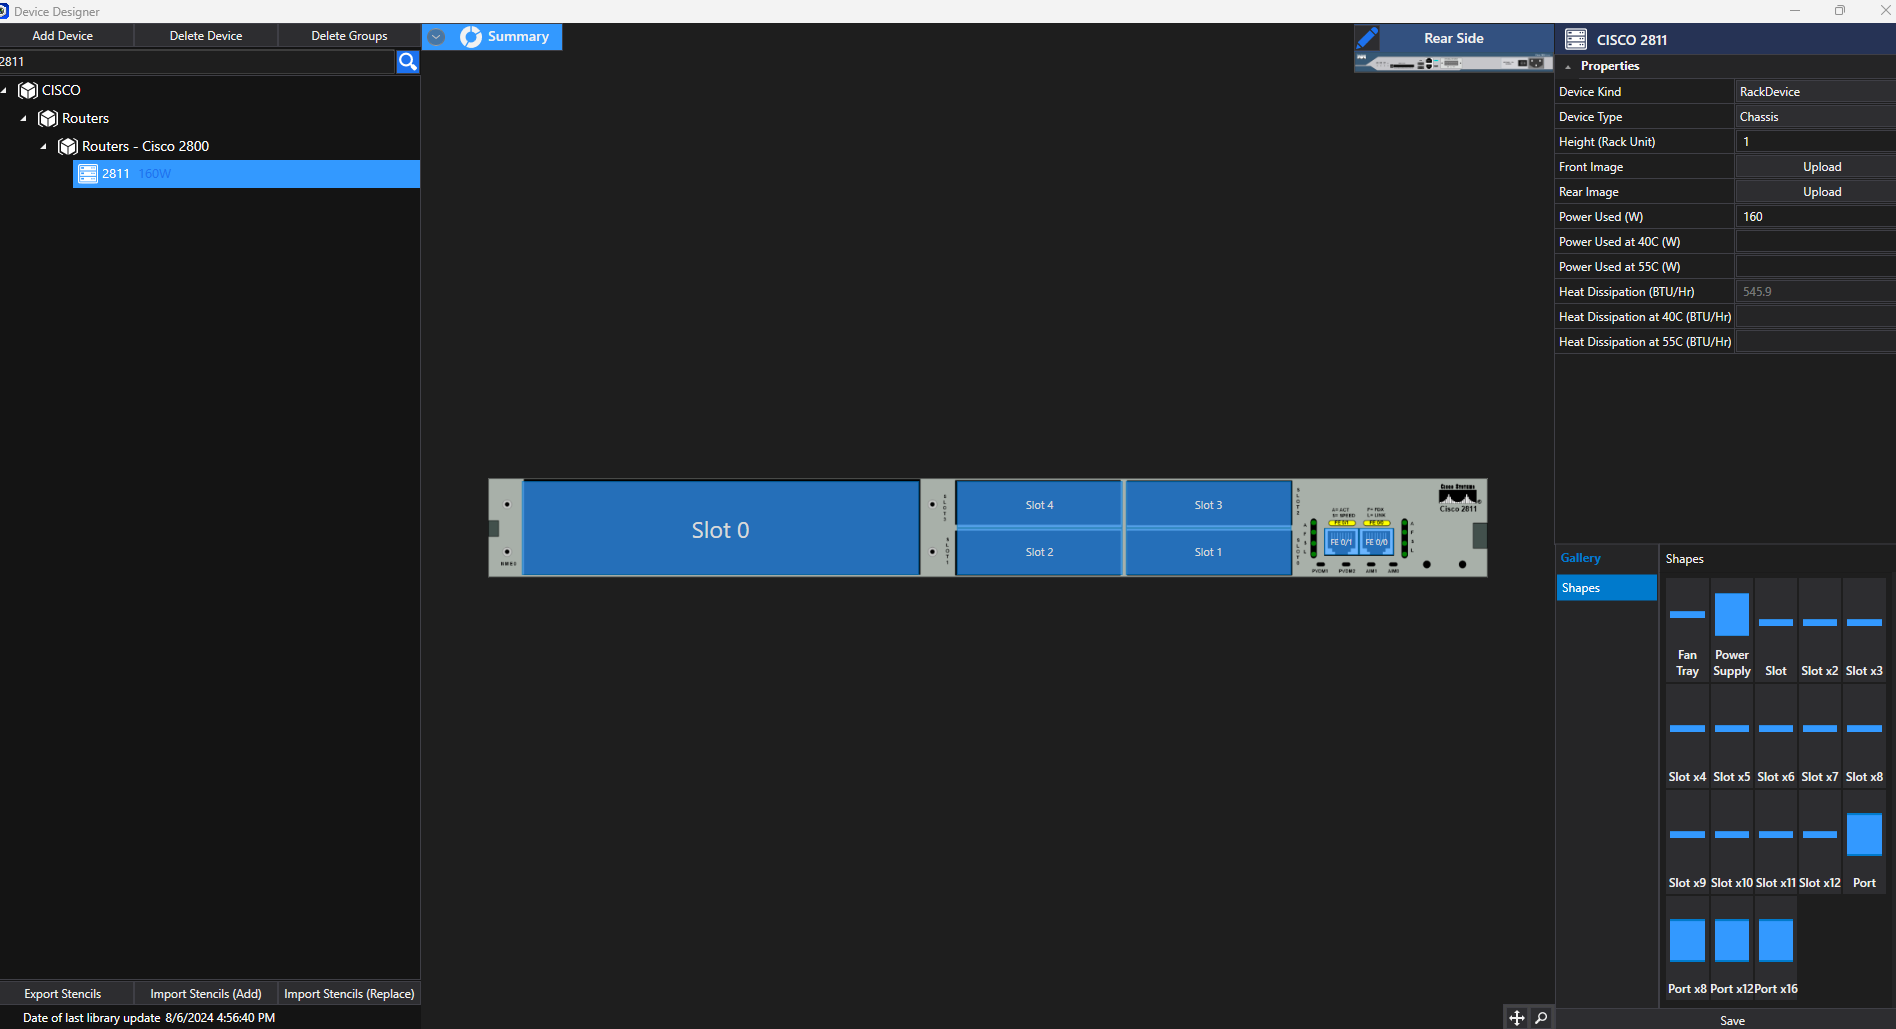 Device Designer
Add Device
Delete Device
Delete Groups
2811
CISCO
Routers
Routers - Cisco 2800
2811 160W
Export Stencils
Import Stencils (Add)
Import Stencils (Replace)
Date of last library update 8/6/2024 4:56:40 PM
Summary
Rear Side
Slot 0
Slot 4
Slot 3
Slot 2
Slot 1
FE 0/1
FE 0/0
Cisco Systems
Cisco 2811
CISCO 2811
Properties
Device Kind RackDevice
Device Type Chassis
Height (Rack Unit) 1
Front Image Upload
Rear Image Upload
Power Used (W) 160
Power Used at 40C (W)
Power Used at 55C (W)
Heat Dissipation (BTU/Hr) 545.9
Heat Dissipation at 40C (BTU/Hr)
Heat Dissipation at 55C (BTU/Hr)
Gallery
Shapes
Shapes
Fan Tray
Power Supply
Slot
Slot x2
Slot x3
Slot x4
Slot x5
Slot x6
Slot x7
Slot x8
Slot x9
Slot x10
Slot x11
Slot x12
Port
Port x8
Port x12
Port x16
Save